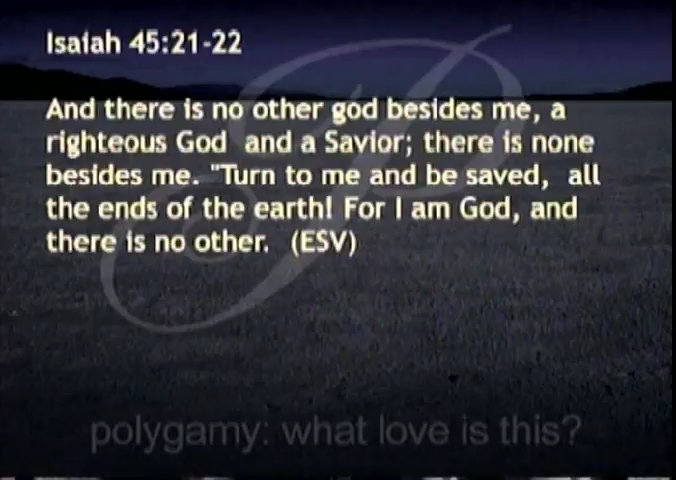 Isaiah 45:21-22
And there is no other god besides me, a
righteous God and a Savior; there is none
besides me. "Turn to me and be saved, all
the ends of the earth! For I am God, and
there is no other. (ESV)
polygamy: what love is this?